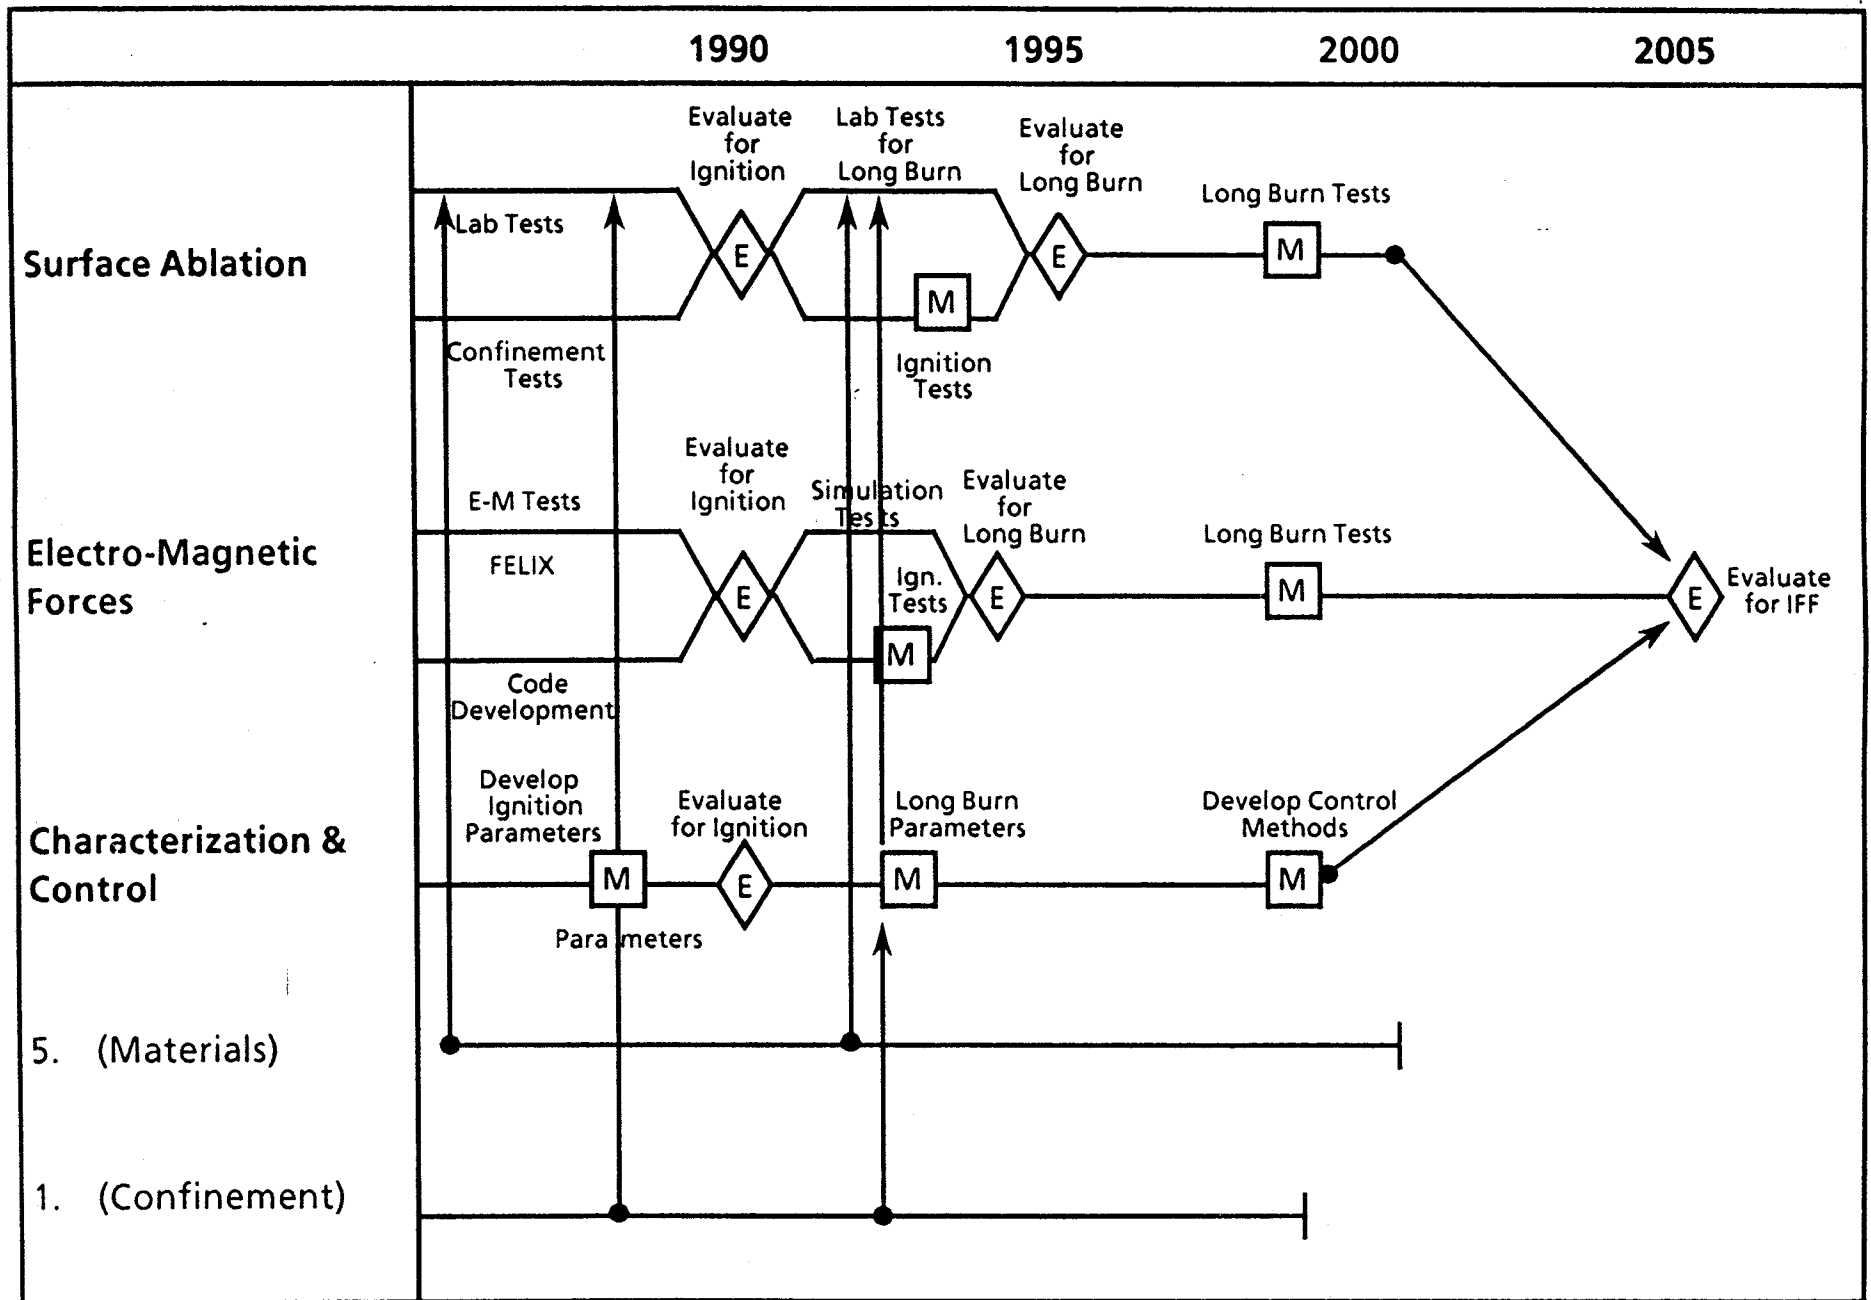 1990 1995 2000 2005
Evaluate
for
Ignition
Lab Tests
for
Long Burn
Evaluate
for
Long Burn
Long Burn Tests
Surface Ablation
Lab Tests
E
E
M
M
Confinement
Tests
Ignition
Tests
Evaluate
for
Ignition
E-M Tests
Simulation
Tests
Evaluate
for
Long Burn
Long Burn Tests
Electro-Magnetic
Forces
FELIX
E
Ign.
Tests
M
E
M
E
Evaluate
for IFF
Code
Development
Develop
Ignition
Parameters
Evaluate
for Ignition
Long Burn
Parameters
Develop Control
Methods
Characterization &
Control
M
E
M
M
Parameters
5. (Materials)
1. (Confinement)